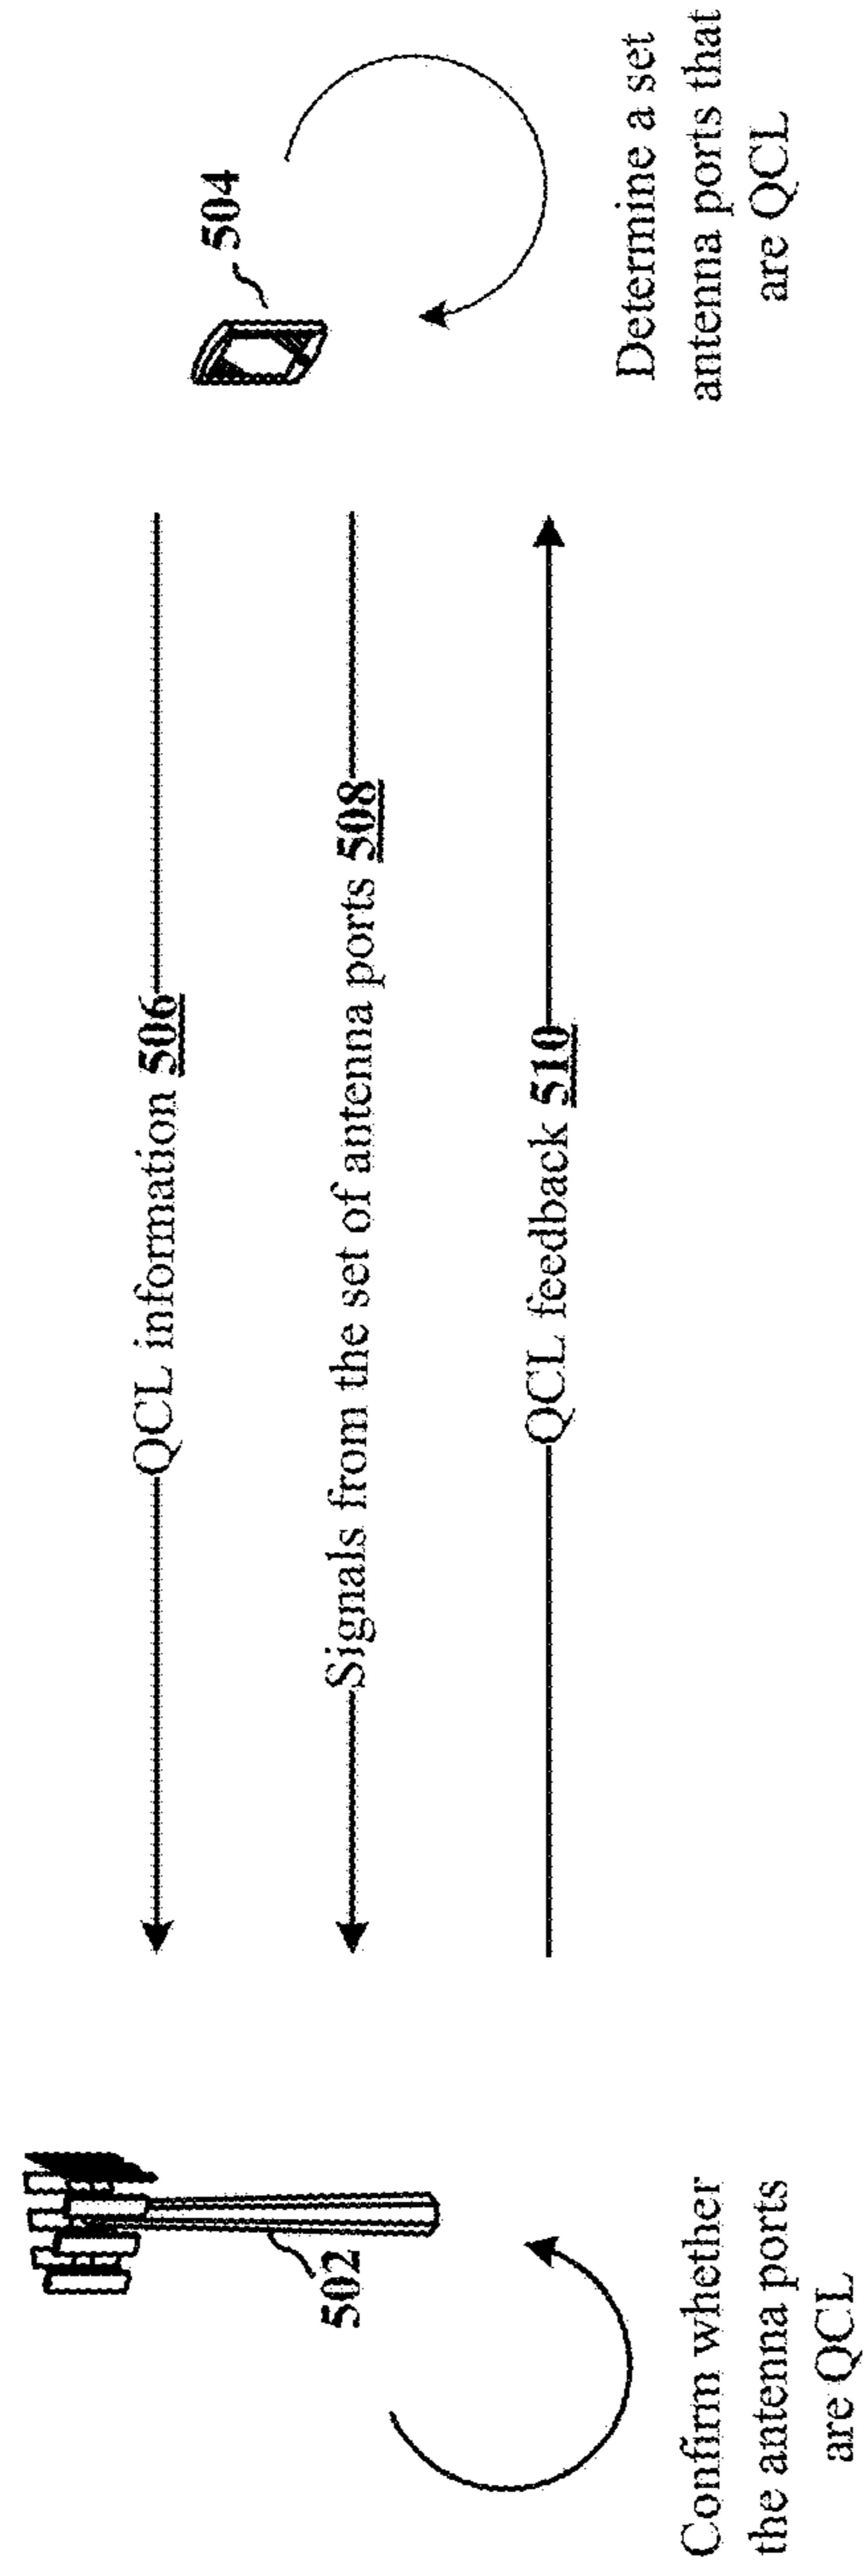 502
504
QCL information 506
Signals from the set of antenna ports 508
QCL feedback 510
Confirm whether
the antenna ports
are QCL
Determine a set
antenna ports that
are QCL